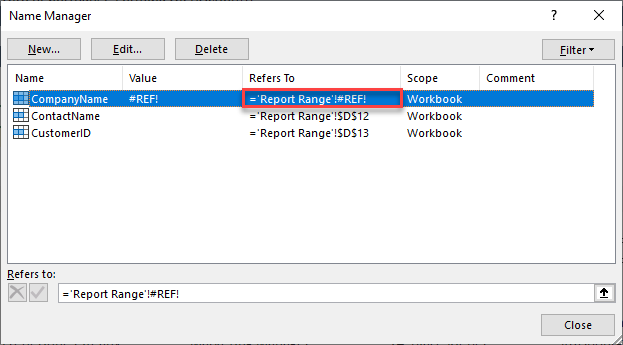 Name Manager ? ×
New... Edit... Delete Filter
Name Value Refers To Scope Comment
CompanyName #REF! ='Report Range'!#REF! Workbook
ContactName ='Report Range'!$D$12 Workbook
CustomerID ='Report Range'!$D$13 Workbook
Refers to:
='Report Range'!#REF!
Close